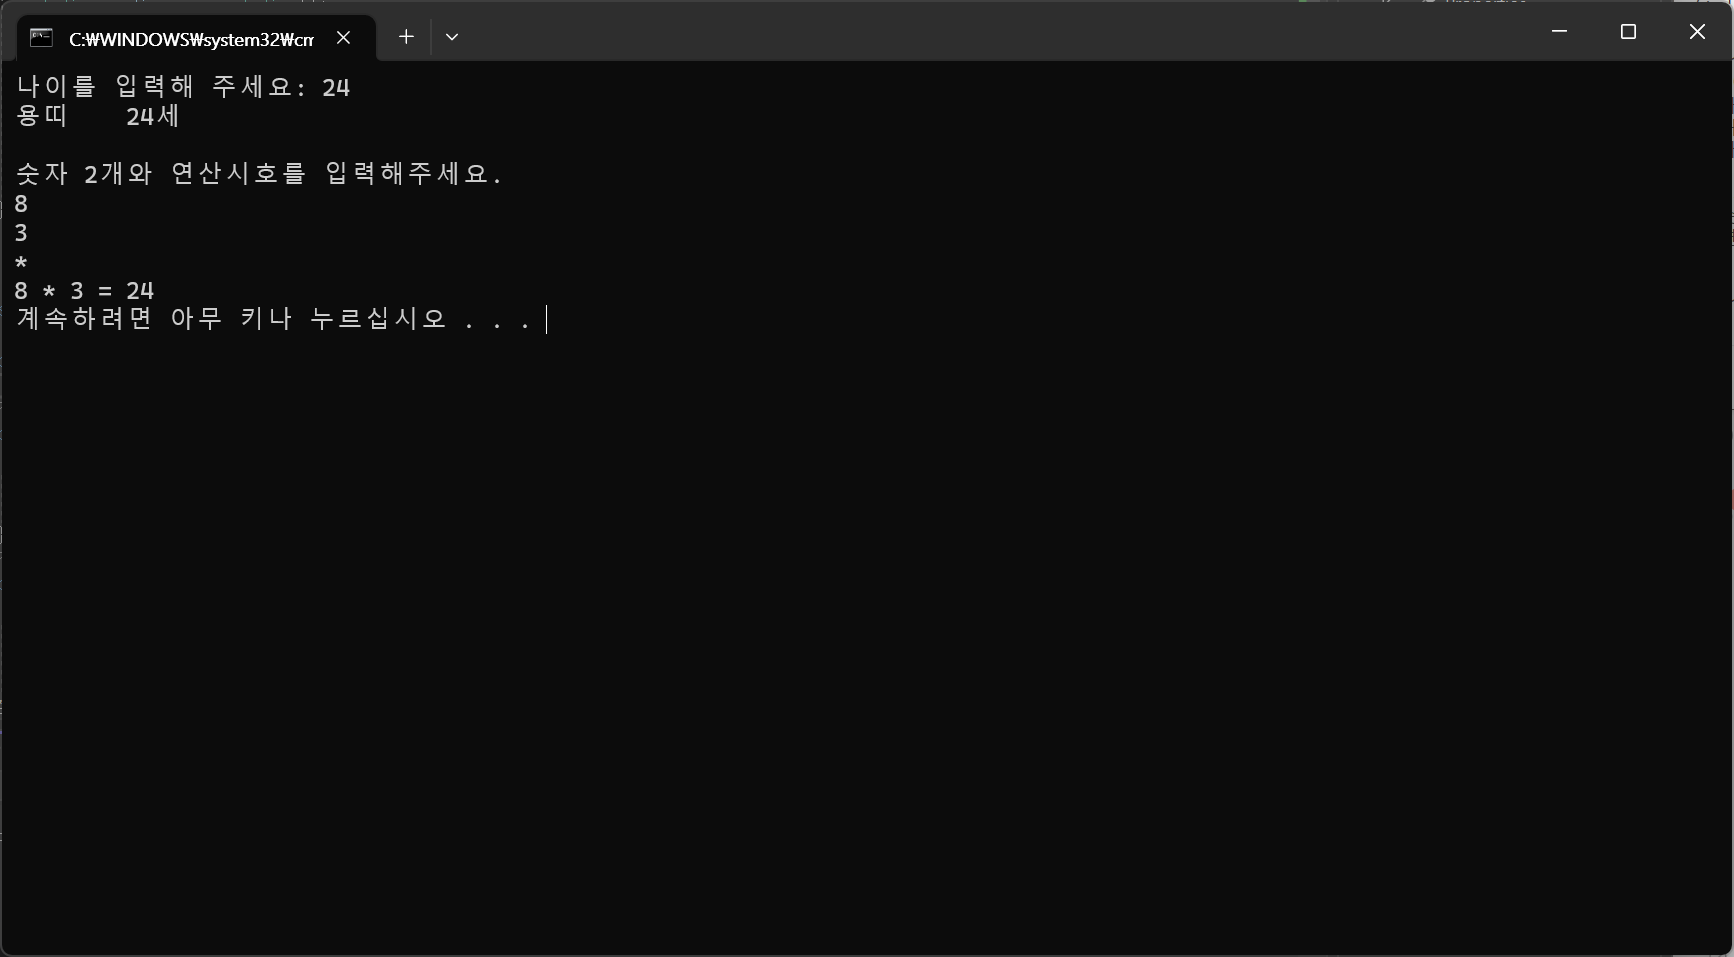 C:₩WINDOWS₩system32₩cm
나이를 입력해 주세요: 24
용띠    24세
숫자 2개와 연산시호를 입력해주세요.
8
3
*
8 * 3 = 24
계속하려면 아무 키나 누르십시오 . . .